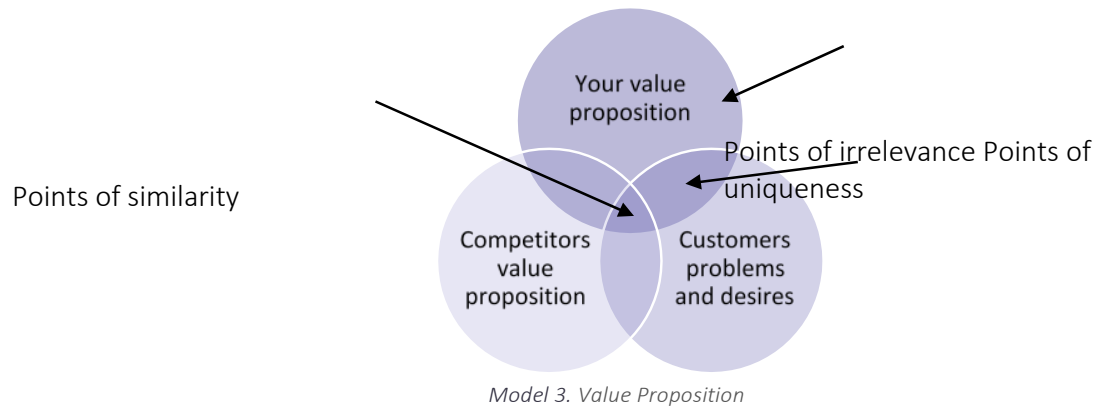 Your value
proposition
Points of irrelevance Points of
uniqueness
Points of similarity
Competitors
value
proposition
Customers
problems
and desires
Model 3. Value Proposition